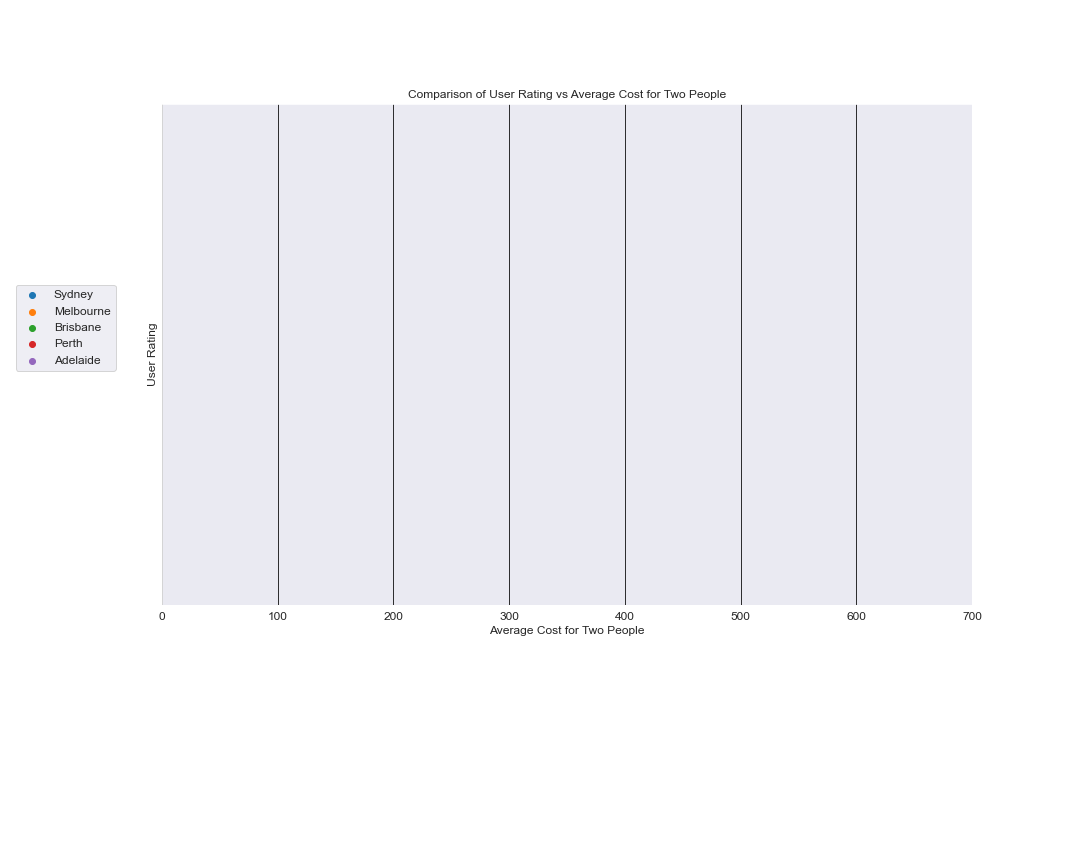 Comparison of User Rating vs Average Cost for Two People
Sydney
Melbourne
Brisbane
Perth
Adelaide
User Rating
0 100 200 300 400 500 600 700
Average Cost for Two People